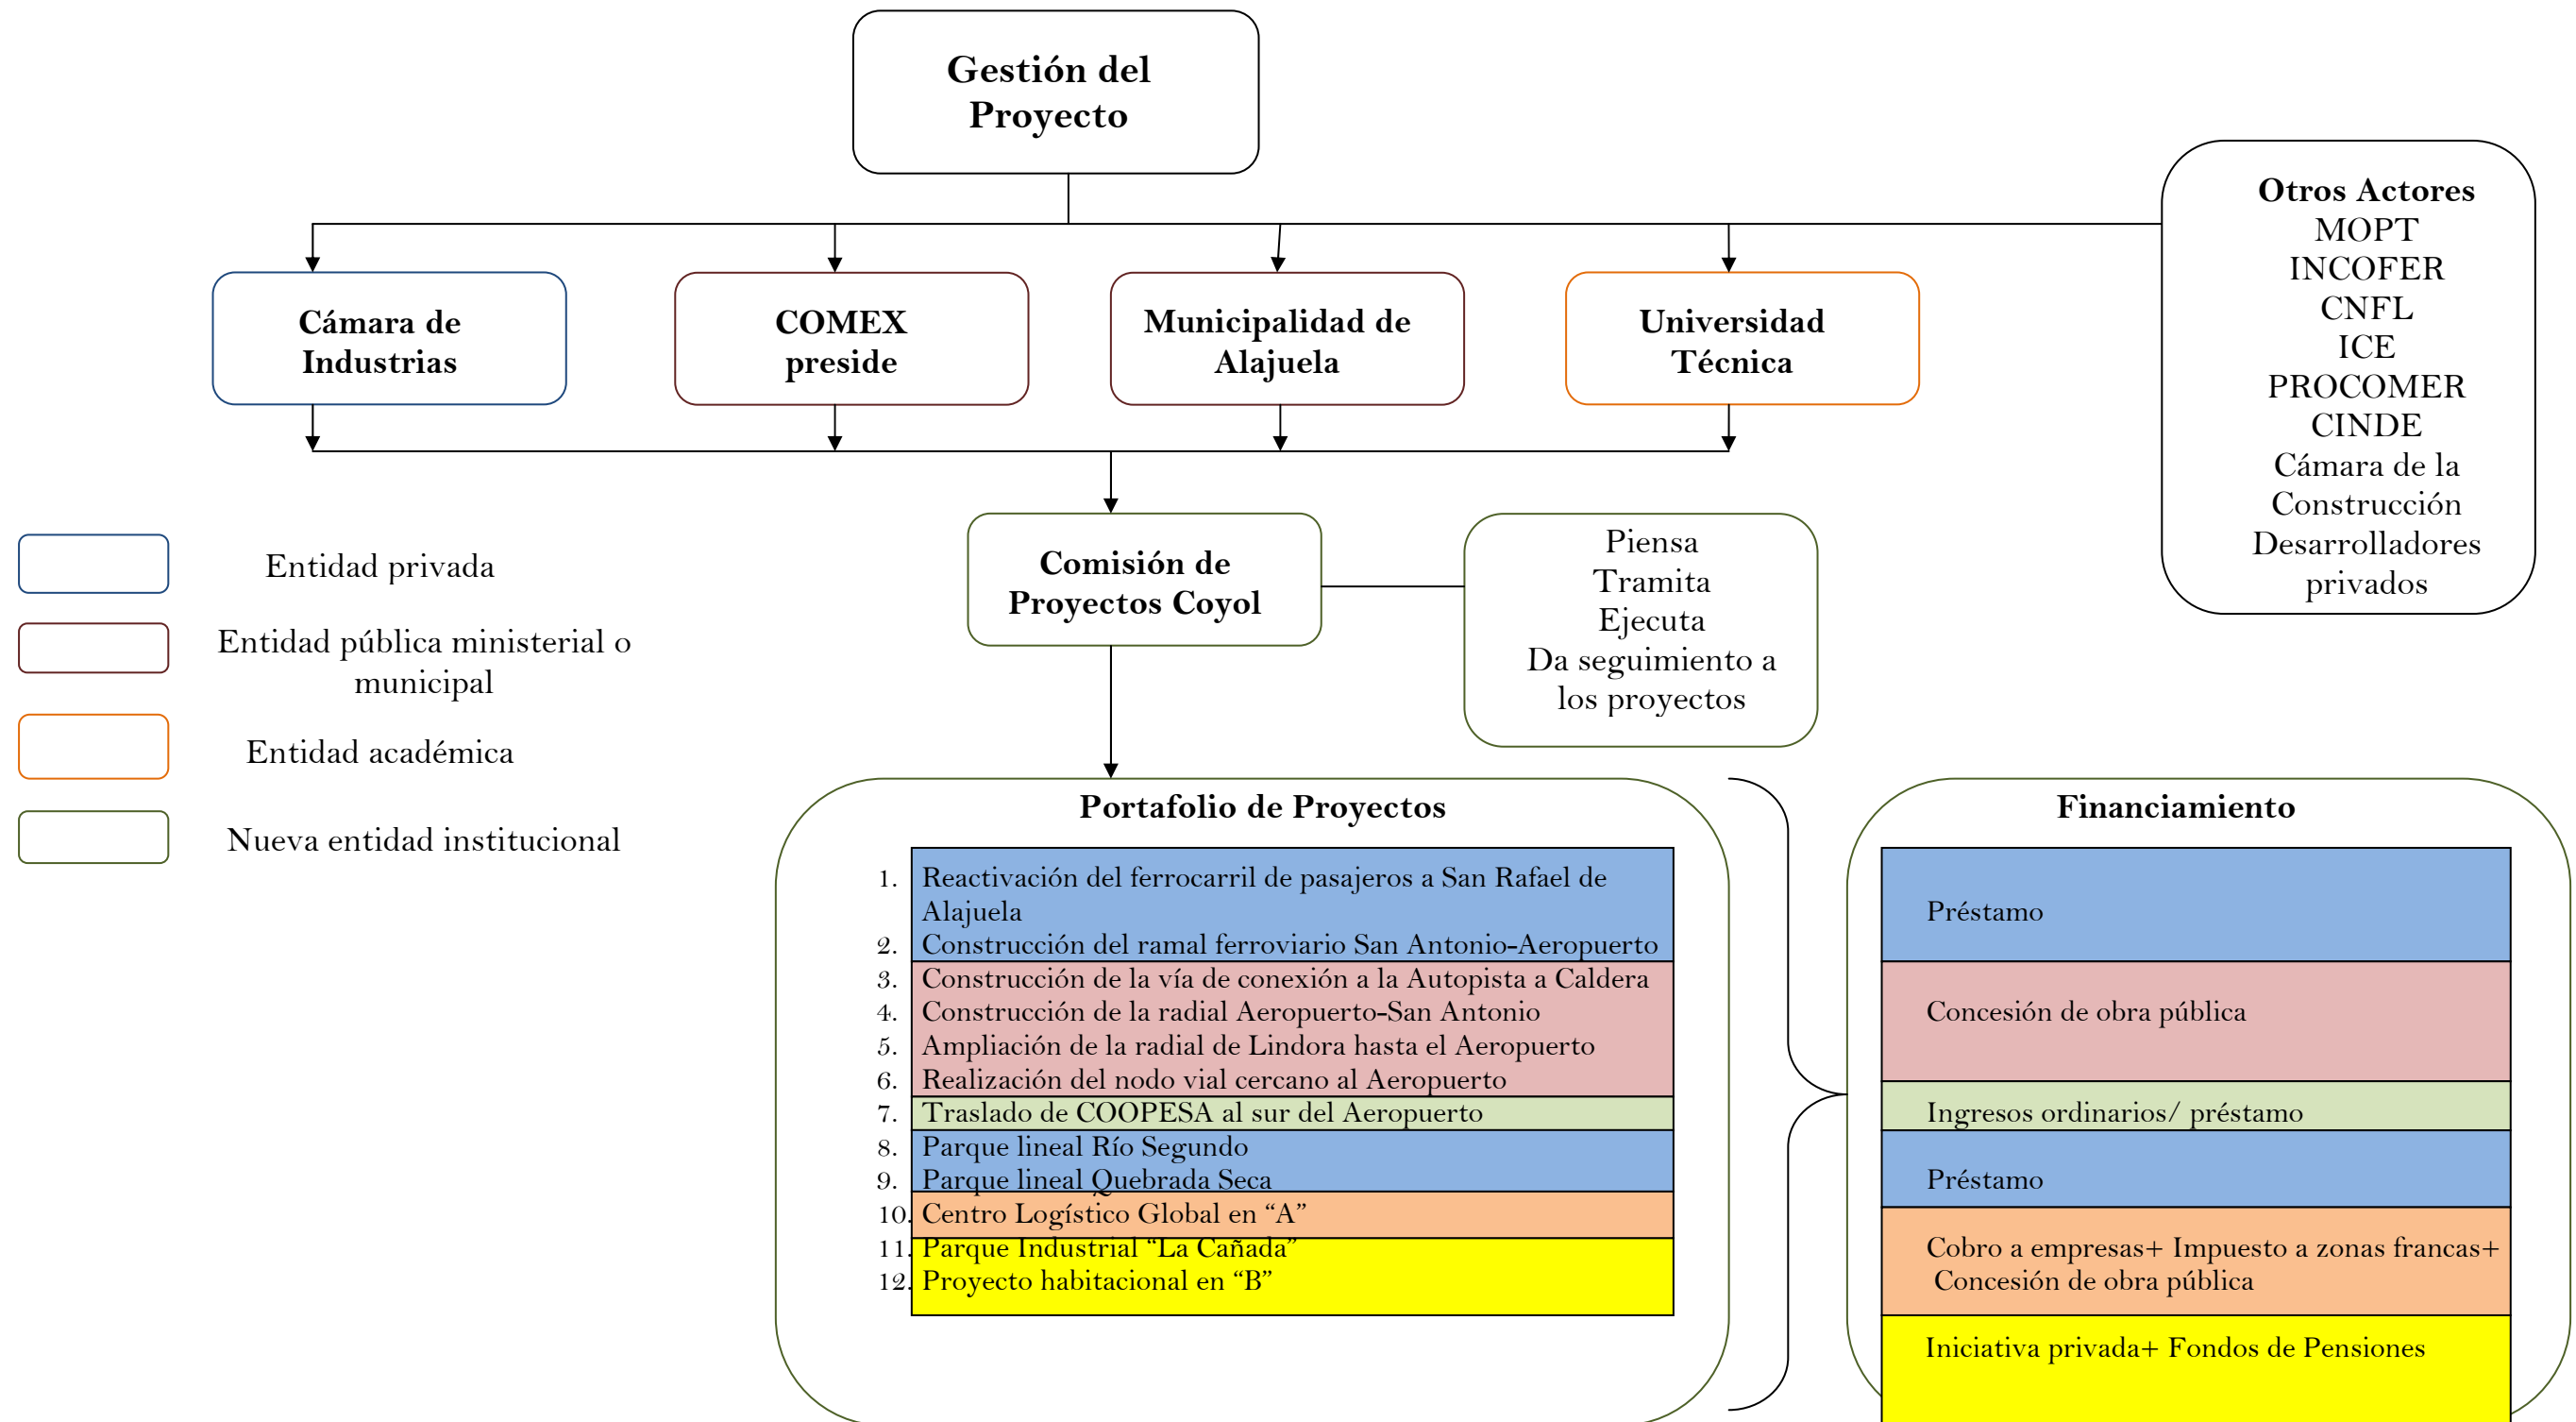 Gestión del
Proyecto
Otros Actores
MOPT
INCOFER
CNFL
ICE
PROCOMER
CINDE
Cámara de la
Construcción
Desarrolladores
privados
Cámara de
Industrias
COMEX
preside
Municipalidad de
Alajuela
Universidad
Técnica
Comisión de
Proyectos Coyol
Piensa
Tramita
Ejecuta
Da seguimiento a
los proyectos
Entidad privada
Entidad pública ministerial o
municipal
Entidad académica
Nueva entidad institucional
Portafolio de Proyectos
1. Reactivación del ferrocarril de pasajeros a San Rafael de
Alajuela
2. Construcción del ramal ferroviario San Antonio-Aeropuerto
3. Construcción de la vía de conexión a la Autopista a Caldera
4. Construcción de la radial Aeropuerto-San Antonio
5. Ampliación de la radial de Lindora hasta el Aeropuerto
6. Realización del nodo vial cercano al Aeropuerto
7. Traslado de COOPESA al sur del Aeropuerto
8. Parque lineal Río Segundo
9. Parque lineal Quebrada Seca
10. Centro Logístico Global en “A”
11. Parque Industrial “La Cañada”
12. Proyecto habitacional en “B”
Financiamiento
Préstamo
Concesión de obra pública
Ingresos ordinarios/ préstamo
Préstamo
Cobro a empresas+ Impuesto a zonas francas+
Concesión de obra pública
Iniciativa privada+ Fondos de Pensiones